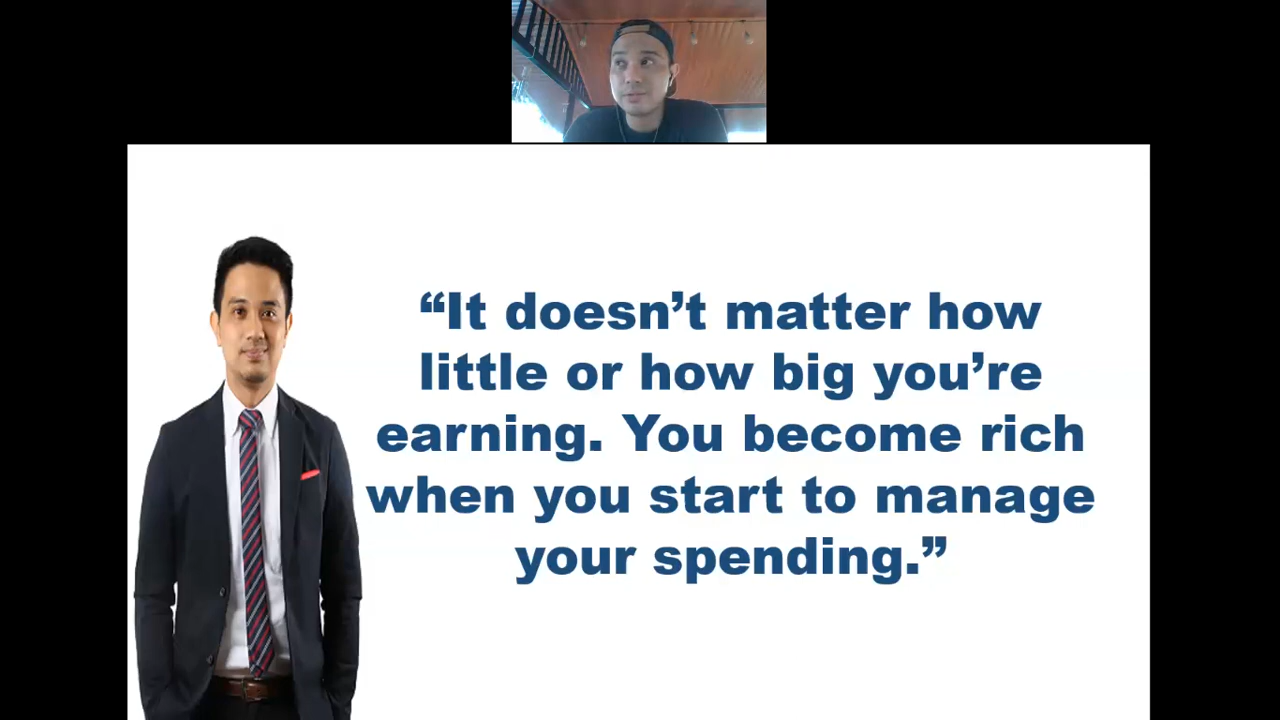 “It doesn’t matter how
little or how big you’re
earning. You become rich
when you start to manage
your spending.”